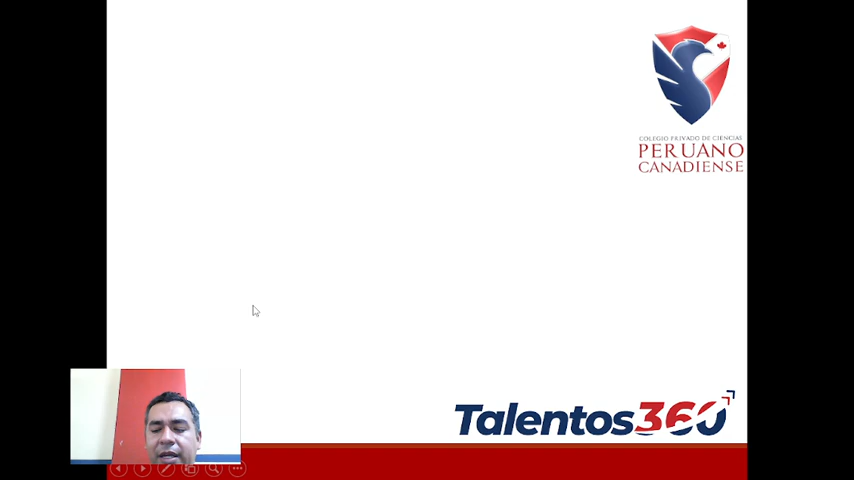 COLEGIO PRIVADO DE CIENCIAS
PERUANO
CANADIENSE
Talentos360